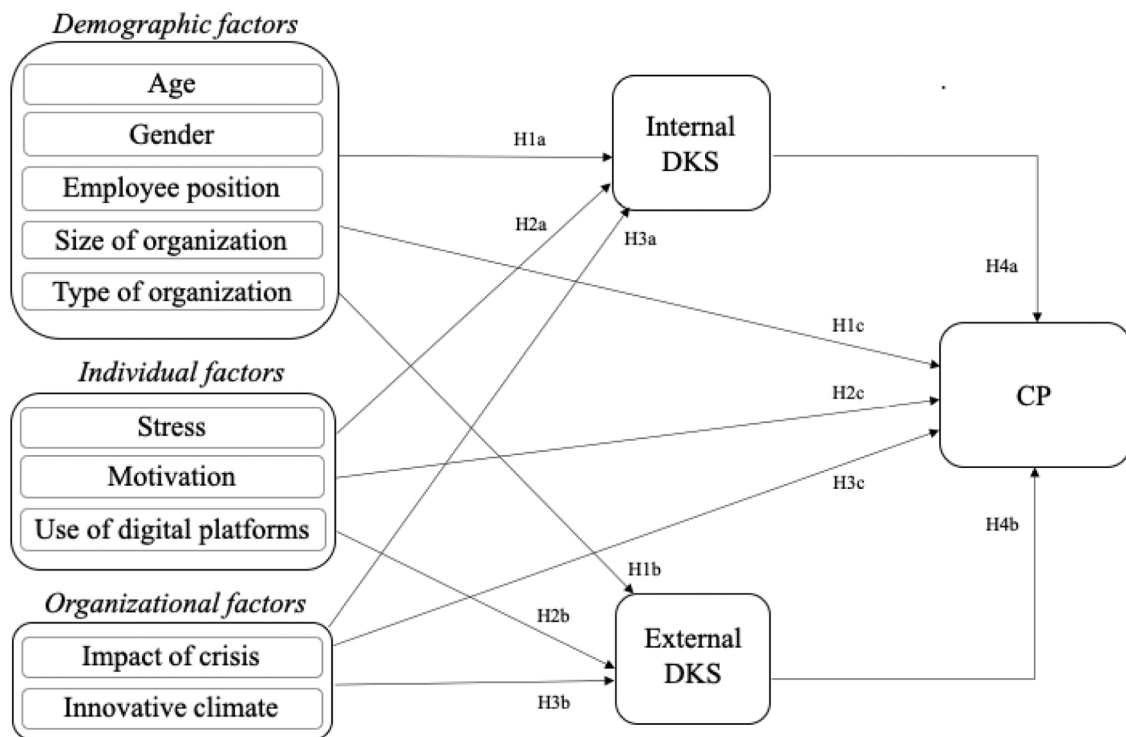 Demographic factors
Age
Gender
Employee position
Size of organization
Type of organization
Individual factors
Stress
Motivation
Use of digital platforms
Organizational factors
Impact of crisis
Innovative climate
H1a
H2a
H3a
H1c
H2c
H3c
H1b
H2b
H3b
Internal
DKS
External
DKS
H4a
H4b
CP